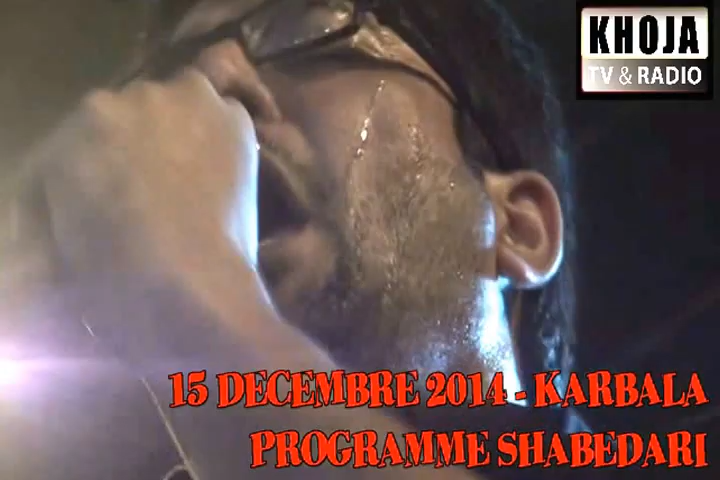 KHOJA
TV & RADIO
15 DECEMBRE 2014 - KARBALA
PROGRAMME SHABEDARI